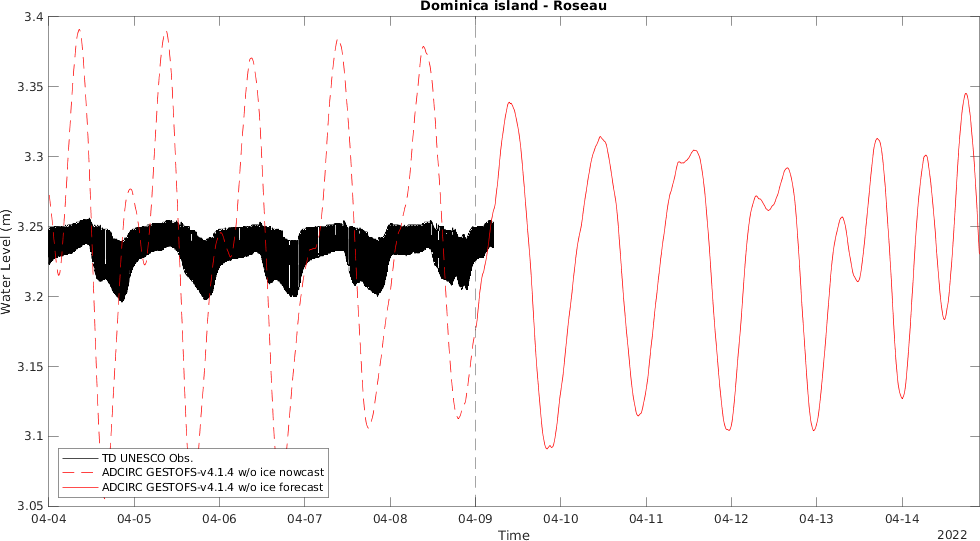 Dominica island - Roseau
3.4
3.35
3.3
3.25
3.2
3.15
3.1
3.05
Water Level (m)
TD UNESCO Obs.
ADCIRC GESTOFS-v4.1.4 w/o ice nowcast
ADCIRC GESTOFS-v4.1.4 w/o ice forecast
04-04 04-05 04-06 04-07 04-08 04-09 04-10 04-11 04-12 04-13 04-14
Time
2022